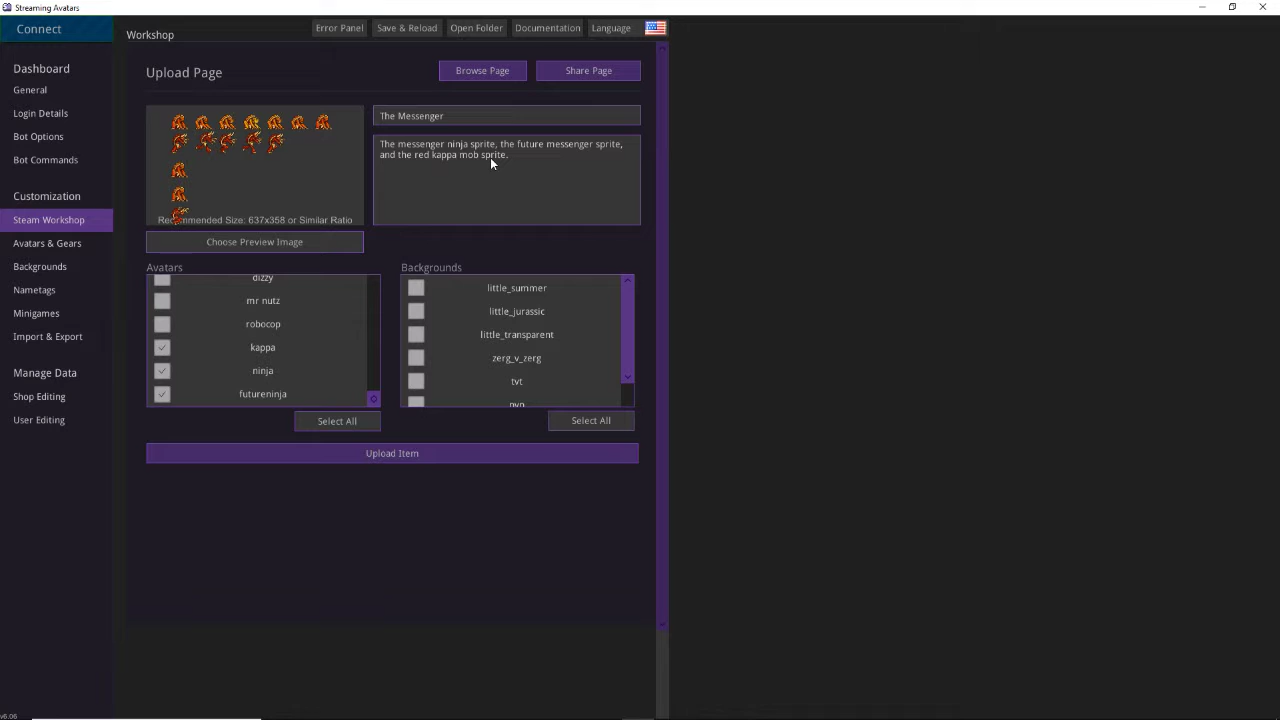 Streaming Avatars
Connect
Error Panel
Save & Reload
Open Folder
Documentation
Language
Workshop
Dashboard
General
Login Details
Bot Options
Bot Commands
Customization
Steam Workshop
Avatars & Gears
Backgrounds
Nametags
Minigames
Import & Export
Manage Data
Shop Editing
User Editing
Upload Page
Browse Page
Share Page
The Messenger
The messenger ninja sprite, the future messenger sprite,
and the red kappa mob sprite.
Recommended Size: 637x358 or Similar Ratio
Choose Preview Image
Avatars
dizzy
mr nutz
robocop
kappa
ninja
futureninja
Select All
Backgrounds
little_summer
little_jurassic
little_transparent
zerg_v_zerg
tvt
pvp
Select All
Upload Item
v6.06